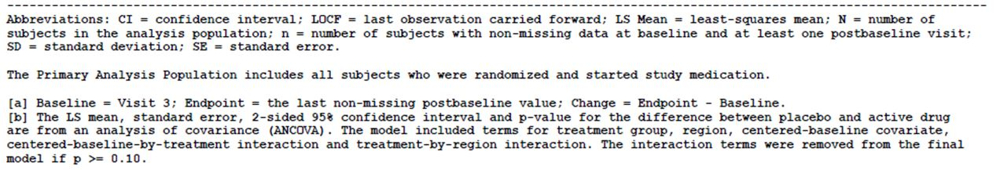 Abbreviations: CI = confidence interval; LOCF = last observation carried forward; LS Mean = least-squares mean; N = number of
subjects in the analysis population; n = number of subjects with non-missing data at baseline and at least one postbaseline visit;
SD = standard deviation; SE = standard error.
The Primary Analysis Population includes all subjects who were randomized and started study medication.
[a] Baseline = Visit 3; Endpoint = the last non-missing postbaseline value; Change = Endpoint - Baseline.
[b] The LS mean, standard error, 2-sided 95% confidence interval and p-value for the difference between placebo and active drug
are from an analysis of covariance (ANCOVA). The model included terms for treatment group, region, centered-baseline covariate,
centered-baseline-by-treatment interaction and treatment-by-region interaction. The interaction terms were removed from the final
model if p >= 0.10.